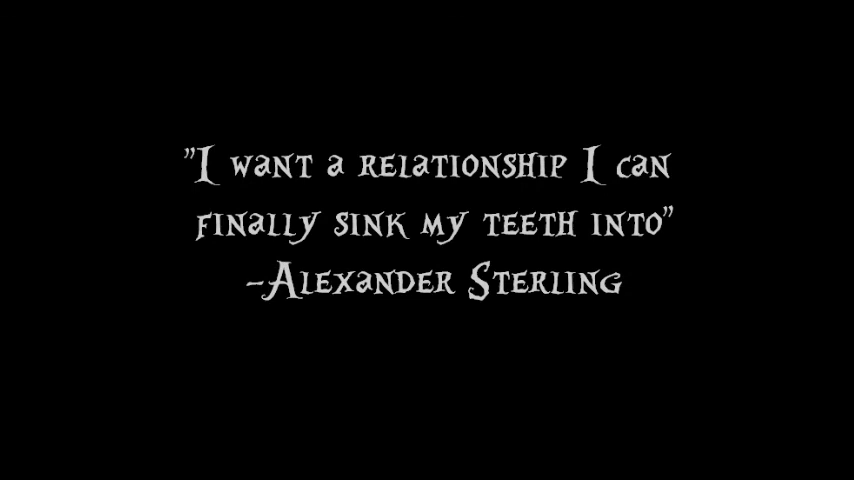 "I want a relationship I can
finally sink my teeth into"
-Alexander Sterling